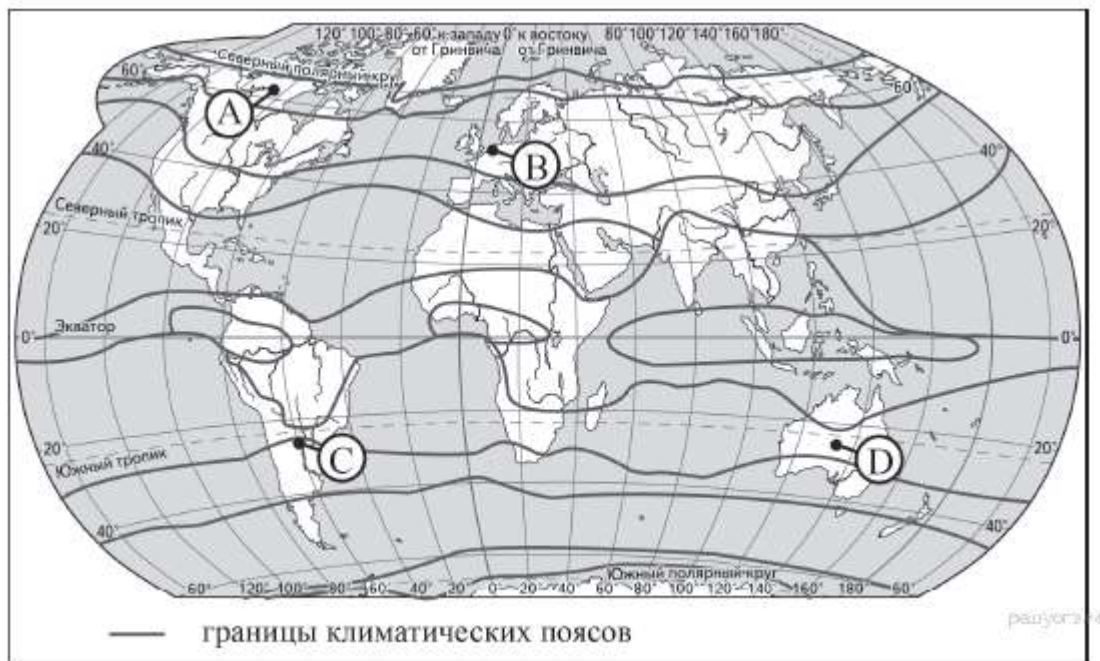 120°100°80°60°к западу 0° к востоку 80°100°120°140°160°180°
от Гринвича от Гринвича
Северный полярный кру
60° 60°
A
B
40° 40°
Северный тропик
20° 20°
0° Экватор 0°
C D
20 20°
Южный тропик
40° 40°
Южный полярный круг
60° 120° 100° 80° 60° 40 20 0 20° 40° 60° 80 100 120 160° 180 60°
границы климатических поясов